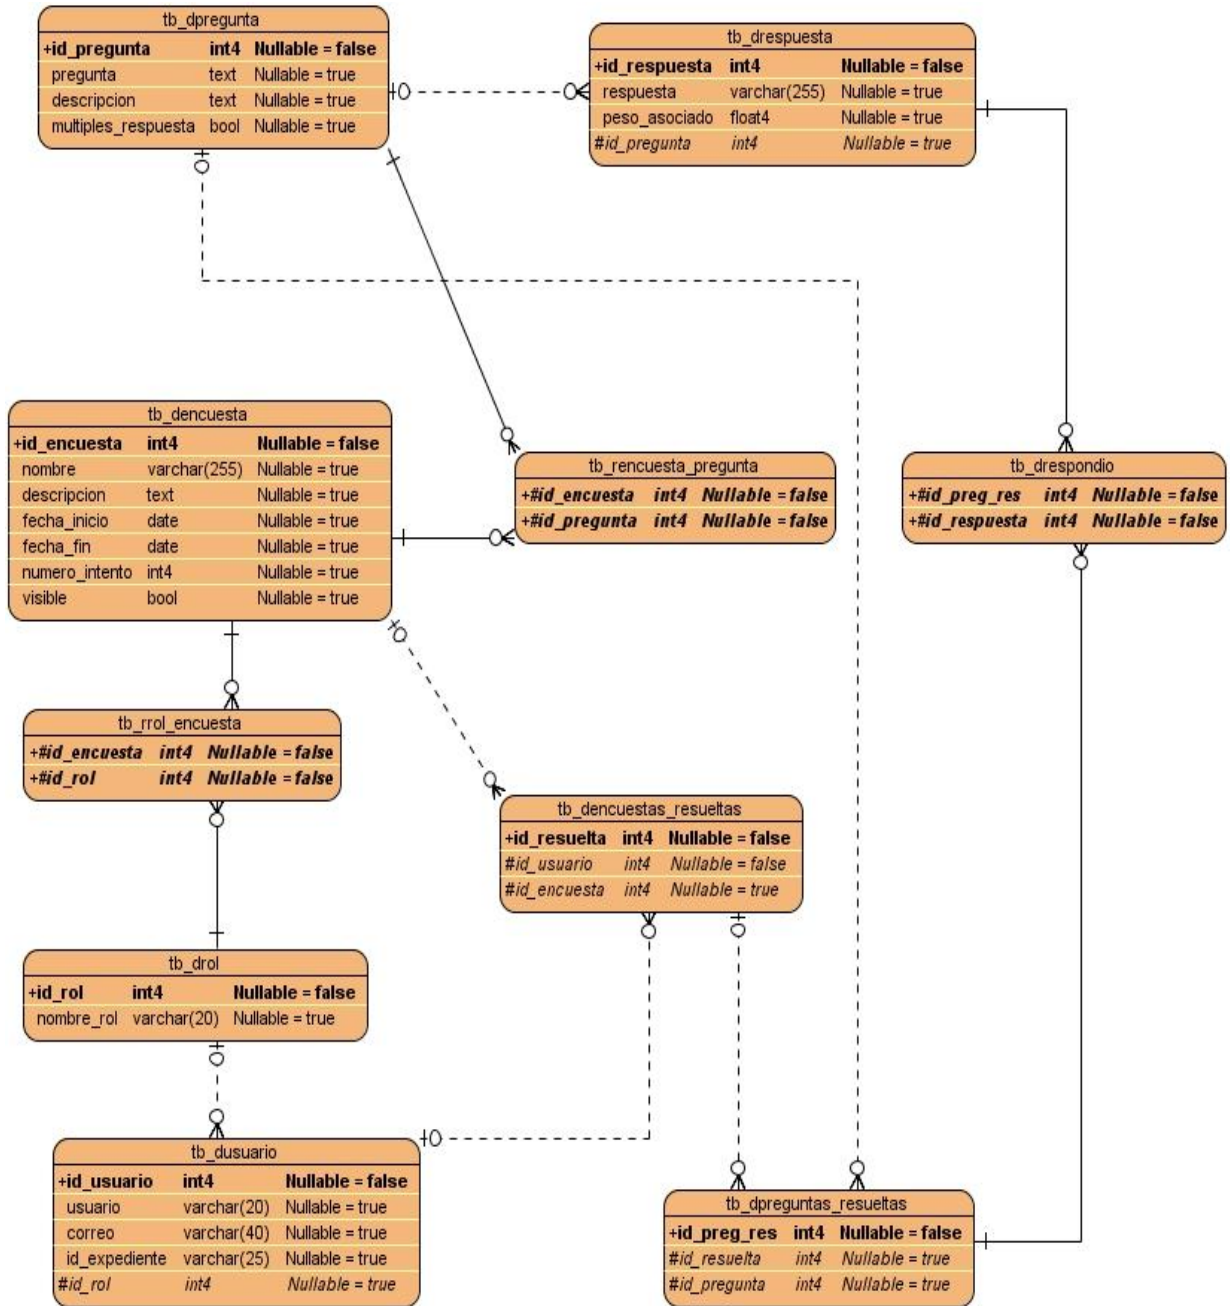 tb_dpregunta
+id_pregunta int4 Nullable = false
pregunta text Nullable = true
descripcion text Nullable = true
multiples_respuesta bool Nullable = true
tb_drespuesta
+id_respuesta int4 Nullable = false
respuesta varchar(255) Nullable = true
peso_asociado float4 Nullable = true
#id_pregunta int4 Nullable = true
tb_dencuesta
+id_encuesta int4 Nullable = false
nombre varchar(255) Nullable = true
descripcion text Nullable = true
fecha_inicio date Nullable = true
fecha_fin date Nullable = true
numero_intento int4 Nullable = true
visible bool Nullable = true
tb_rencuesta_pregunta
+#id_encuesta int4 Nullable = false
+#id_pregunta int4 Nullable = false
tb_drespondio
+#id_preg_res int4 Nullable = false
+#id_respuesta int4 Nullable = false
tb_rrol_encuesta
+#id_encuesta int4 Nullable = false
+#id_rol int4 Nullable = false
tb_dencuestas_resueltas
+id_resuelta int4 Nullable = false
#id_usuario int4 Nullable = false
#id_encuesta int4 Nullable = true
tb_drol
+id_rol int4 Nullable = false
nombre_rol varchar(20) Nullable = true
tb_dusuario
+id_usuario int4 Nullable = false
usuario varchar(20) Nullable = true
correo varchar(40) Nullable = true
id_expediente varchar(25) Nullable = true
#id_rol int4 Nullable = true
tb_dpreguntas_resueltas
+id_preg_res int4 Nullable = false
#id_resuelta int4 Nullable = true
#id_pregunta int4 Nullable = true